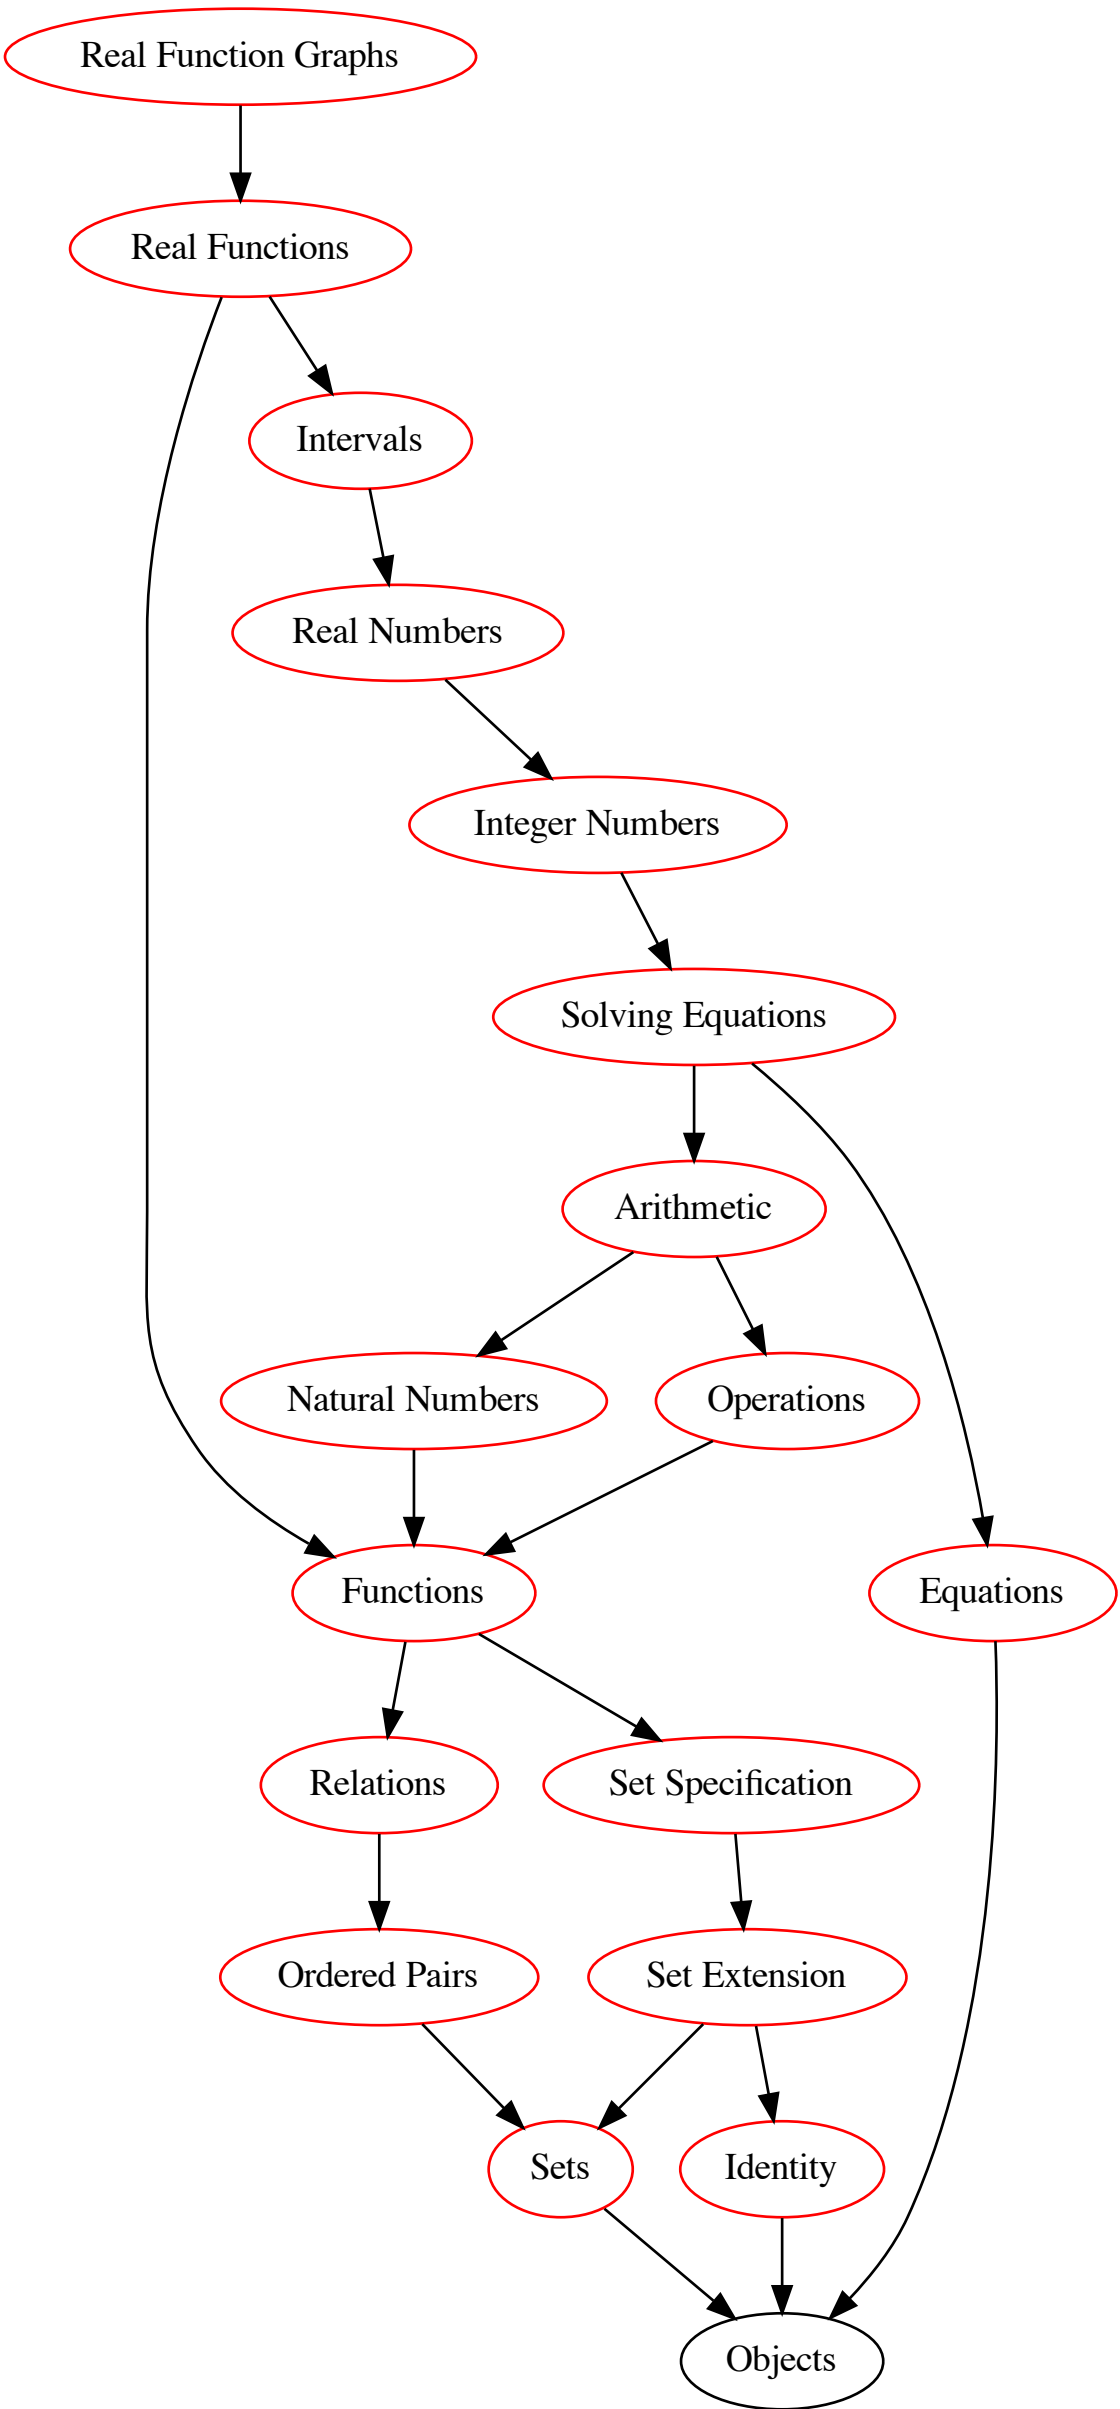 Real Function Graphs
Real Functions
Intervals
Real Numbers
Integer Numbers
Solving Equations
Arithmetic
Natural Numbers
Operations
Functions
Equations
Relations
Set Specification
Ordered Pairs
Set Extension
Sets
Identity
Objects